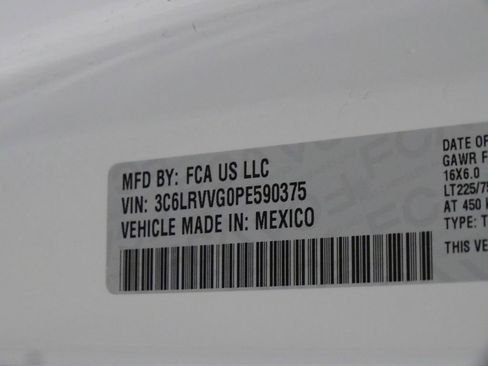 MFD BY: FCA US LLC
VIN: 3C6LRVVG0PE590375
VEHICLE MADE IN: MEXICO
DATE OF
GAWR F
16X6.0
LT225/75
AT 450 k
TYPE: T
THIS VE